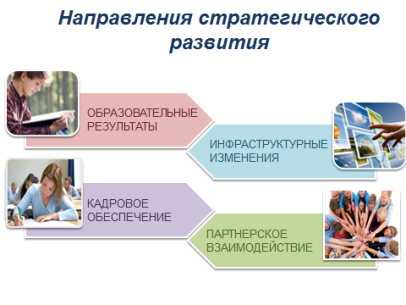 Направления стратегического
развития
ОБРАЗОВАТЕЛЬНЫЕ
РЕЗУЛЬТАТЫ
ИНФРАСТРУКТУРНЫЕ
ИЗМЕНЕНИЯ
КАДРОВОЕ
ОБЕСПЕЧЕНИЕ
ПАРТНЕРСКОЕ
ВЗАИМОДЕЙСТВИЕ